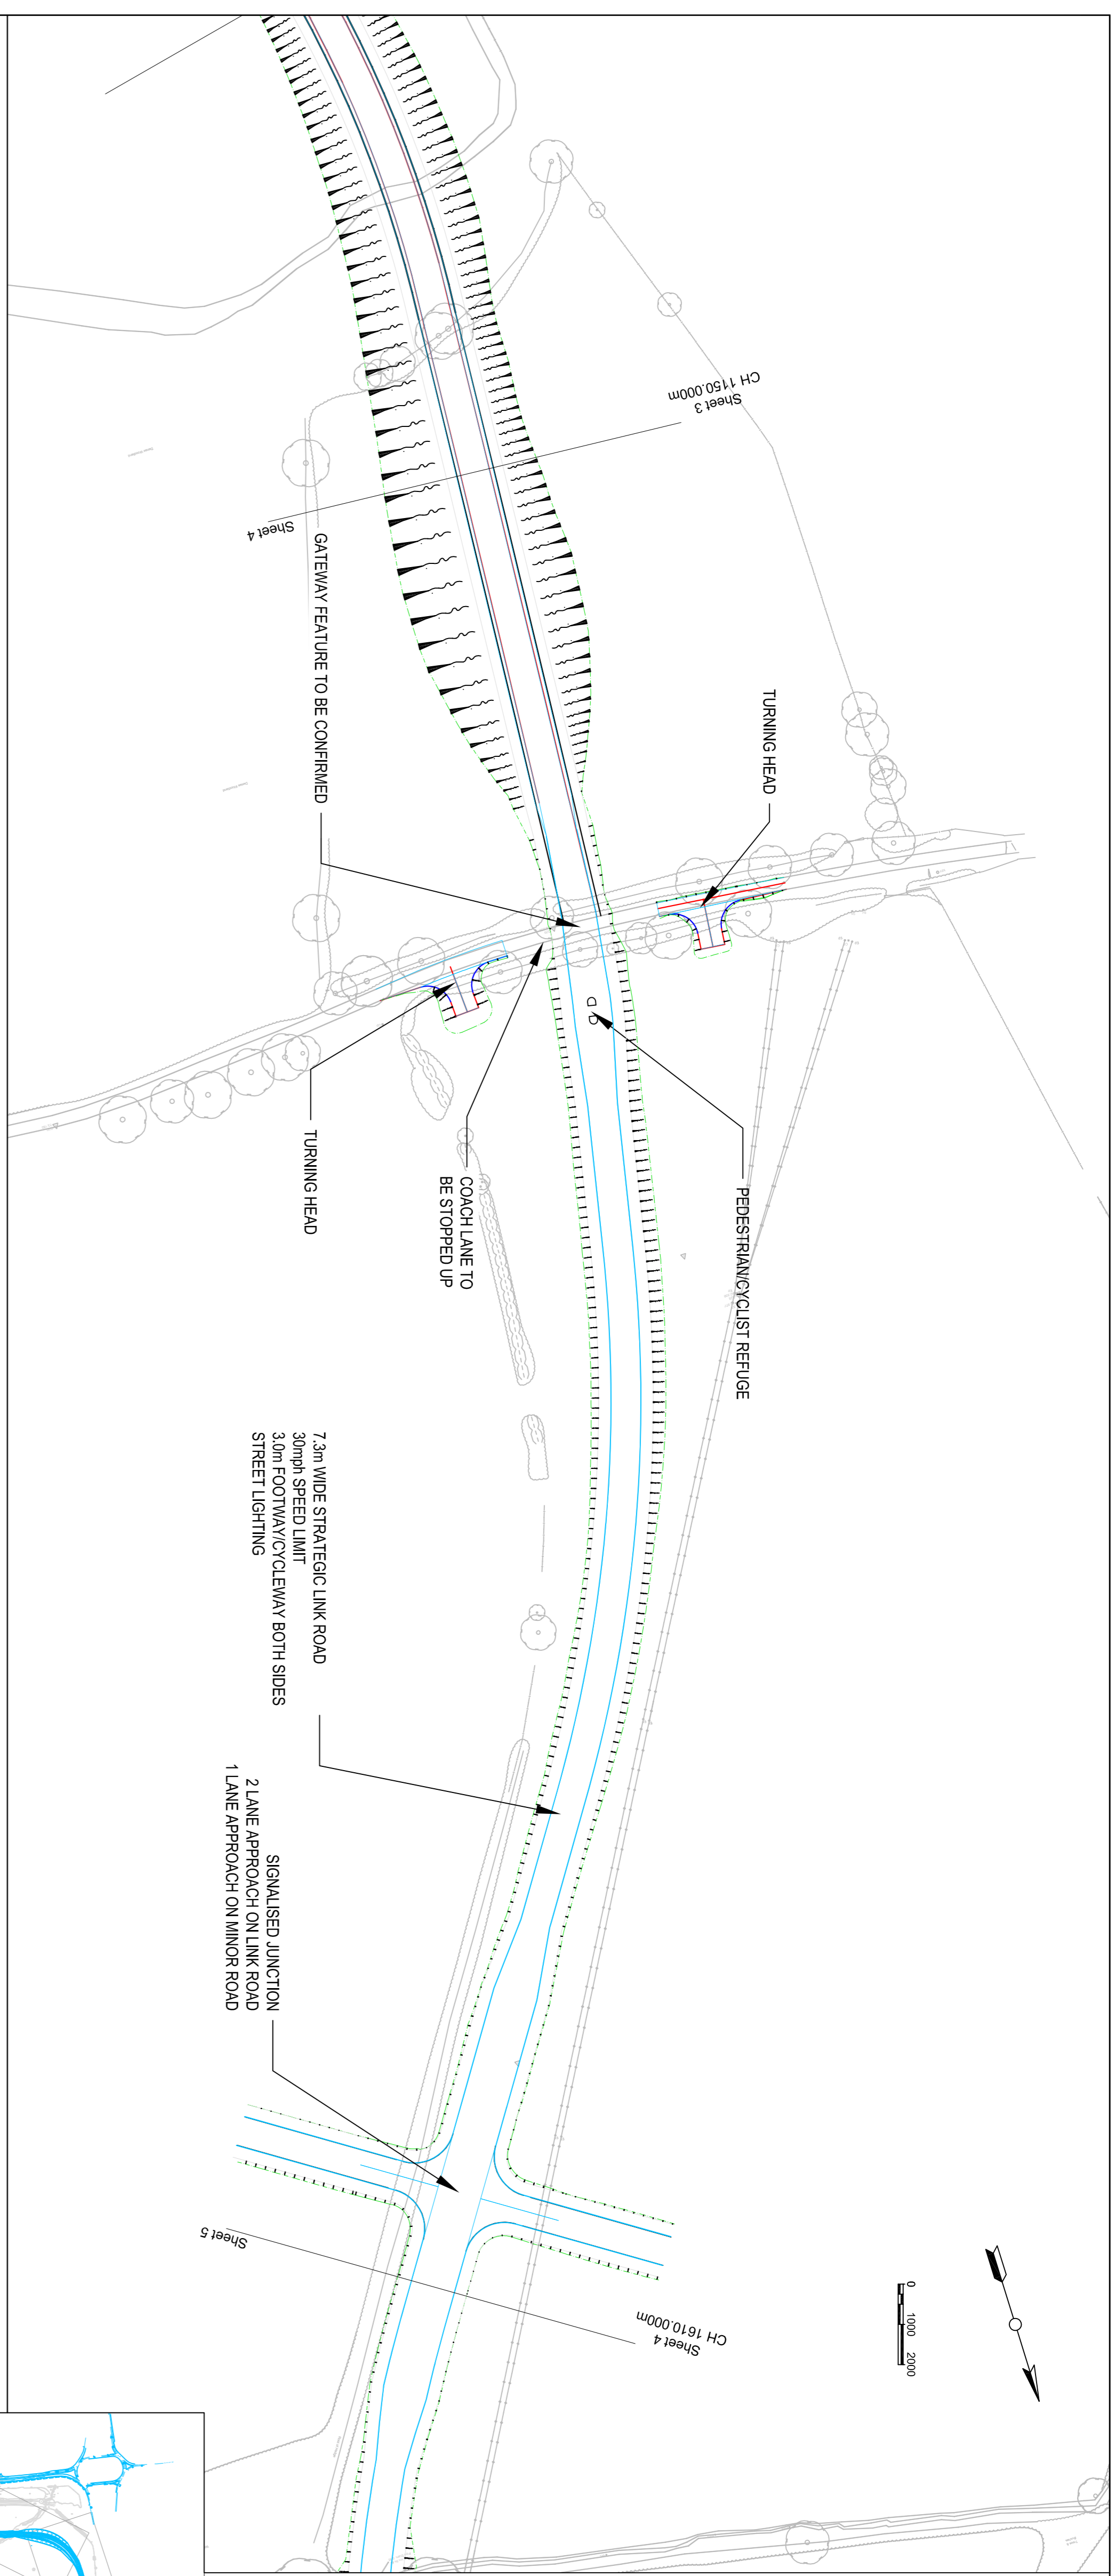 CH 1150.000m
Sheet 3
Sheet 4
GATEWAY FEATURE TO BE CONFIRMED
TURNING HEAD
PEDESTRIAN/CYCLIST REFUGE
COACH LANE TO
BE STOPPED UP
TURNING HEAD
7.3m WIDE STRATEGIC LINK ROAD
30mph SPEED LIMIT
3.0m FOOTWAY/CYCLEWAY BOTH SIDES
STREET LIGHTING
SIGNALISED JUNCTION
2 LANE APPROACH ON LINK ROAD
1 LANE APPROACH ON MINOR ROAD
Sheet 5
CH 1610.000m
Sheet 4
0 1000 2000